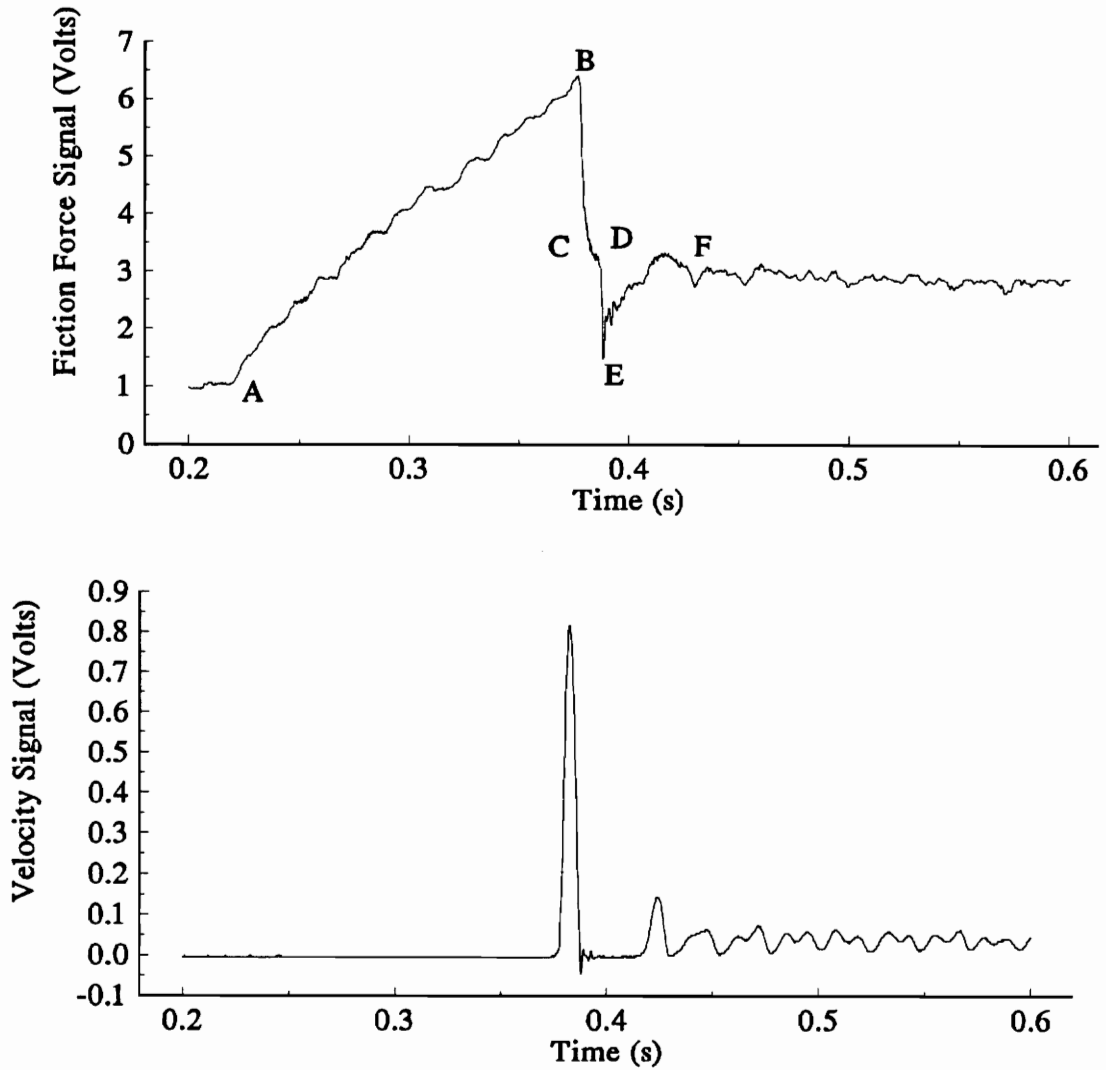 Fiction Force Signal (Volts)
7
6
5
4
3
2
1
0
A
B
C
D
E
F
0.2 0.3 0.4 0.5 0.6
Time (s)
Velocity Signal (Volts)
0.9
0.8
0.7
0.6
0.5
0.4
0.3
0.2
0.1
0.0
-0.1
0.2 0.3 0.4 0.5 0.6
Time (s)